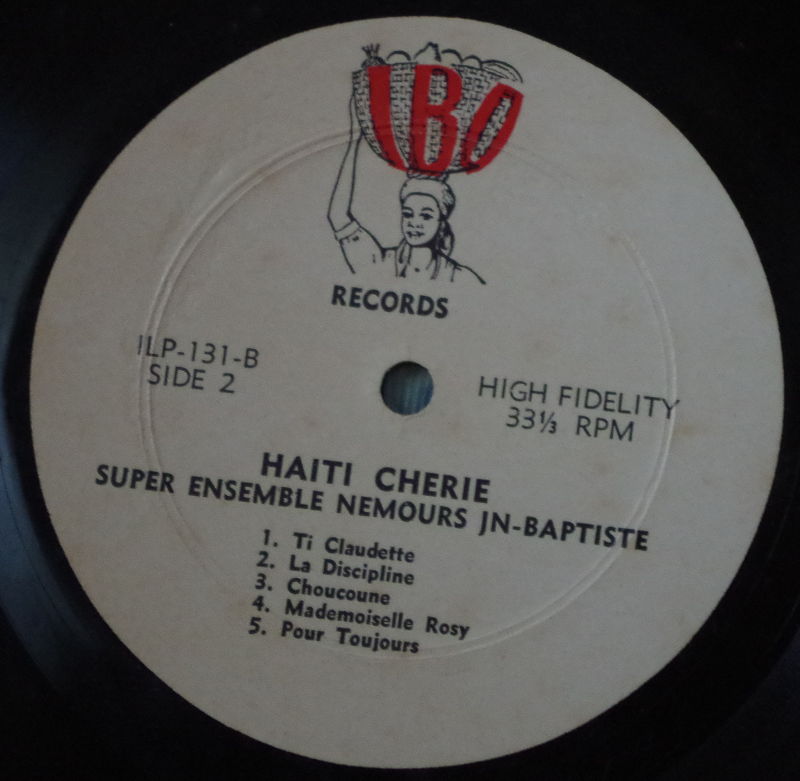 IBO
RECORDS
ILP-131-B
SIDE 2
HIGH FIDELITY
33⅓ RPM
HAITI CHERIE
SUPER ENSEMBLE NEMOURS JN-BAPTISTE
1. Ti Claudette
2. La Discipline
3. Choucoune
4. Mademoiselle Rosy
5. Pour Toujours